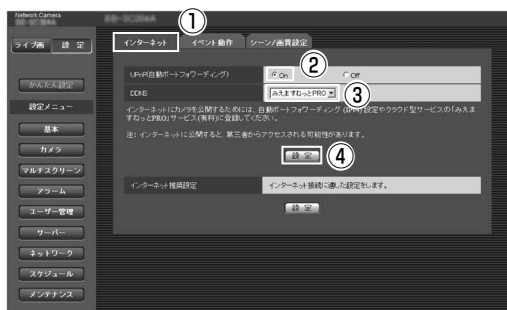 Network Camera
BB-SC384A
BB-SC384A
①
ライブ画 設 定
インターネット イベント動作 シーン/画質設定
②
かんたん設定
UPnP(自動ポートフォワーディング) On Off
③
DDNS みえますねっとPRO
設定メニュー
インターネットにカメラを公開するためには、自動ポートフォワーディング(UPnP)設定やクラウド型サービスの「みえま
すねっとPRO」サービス(有料)に登録してください。
基本
注: インターネットに公開すると、第三者からアクセスされる可能性があります。
カメラ
設 定 ④
マルチスクリーン
アラーム
インターネット推奨設定 インターネット接続に適した設定をします。
ユーザー管理
設 定
サーバー
ネットワーク
スケジュール
メンテナンス